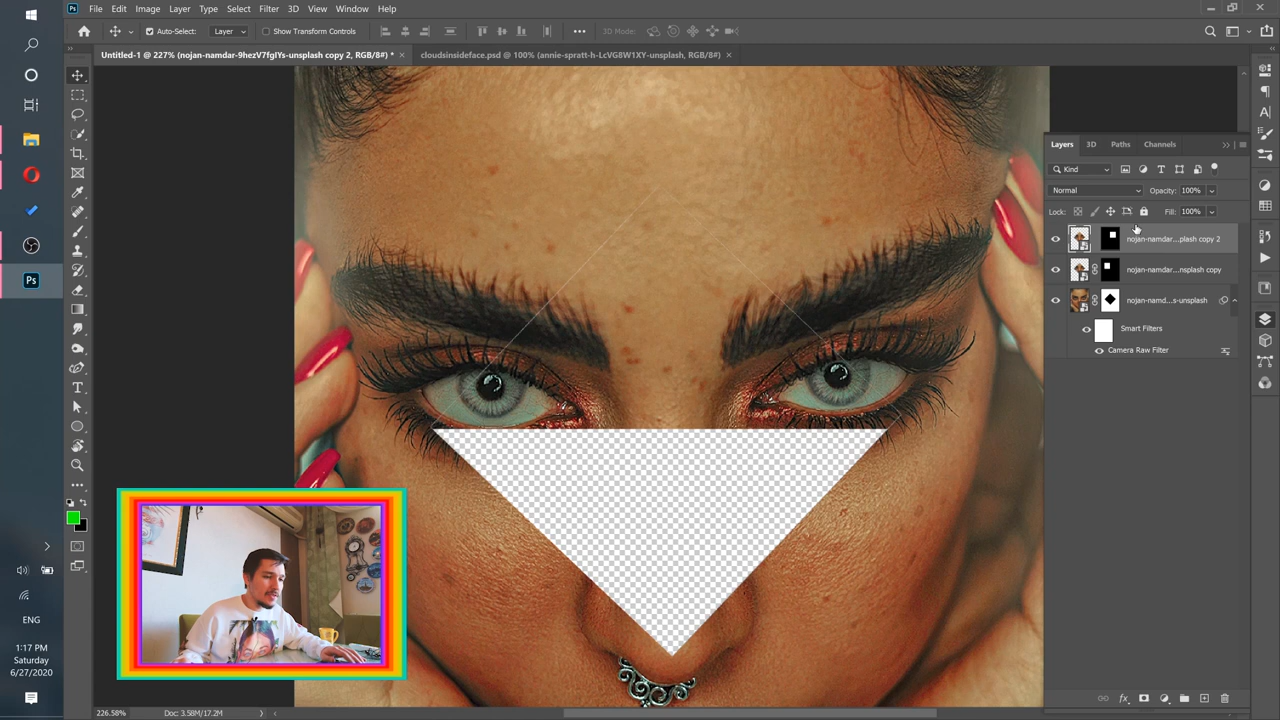 File Edit Image Layer Type Select Filter 3D View Window Help
Auto-Select: Layer Show Transform Controls 3D Mode:
Untitled-1 @ 227% (nojan-namdar-9hezV7fgIYs-unsplash copy 2, RGB/8#) * × cloudsinsideface.psd @ 100% (annie-spratt-h-LcVG8W1XY-unsplash, RGB/8#) ×
Layers 3D Paths Channels
Kind
Normal Opacity: 100%
Lock: Fill: 100%
nojan-namdar...plash copy 2
nojan-namdar...nsplash copy
nojan-namd...s-unsplash
Smart Filters
Camera Raw Filter
Ps
ENG
1:17 PM
Saturday
6/27/2020
226.58% Doc: 3.58M/17.2M